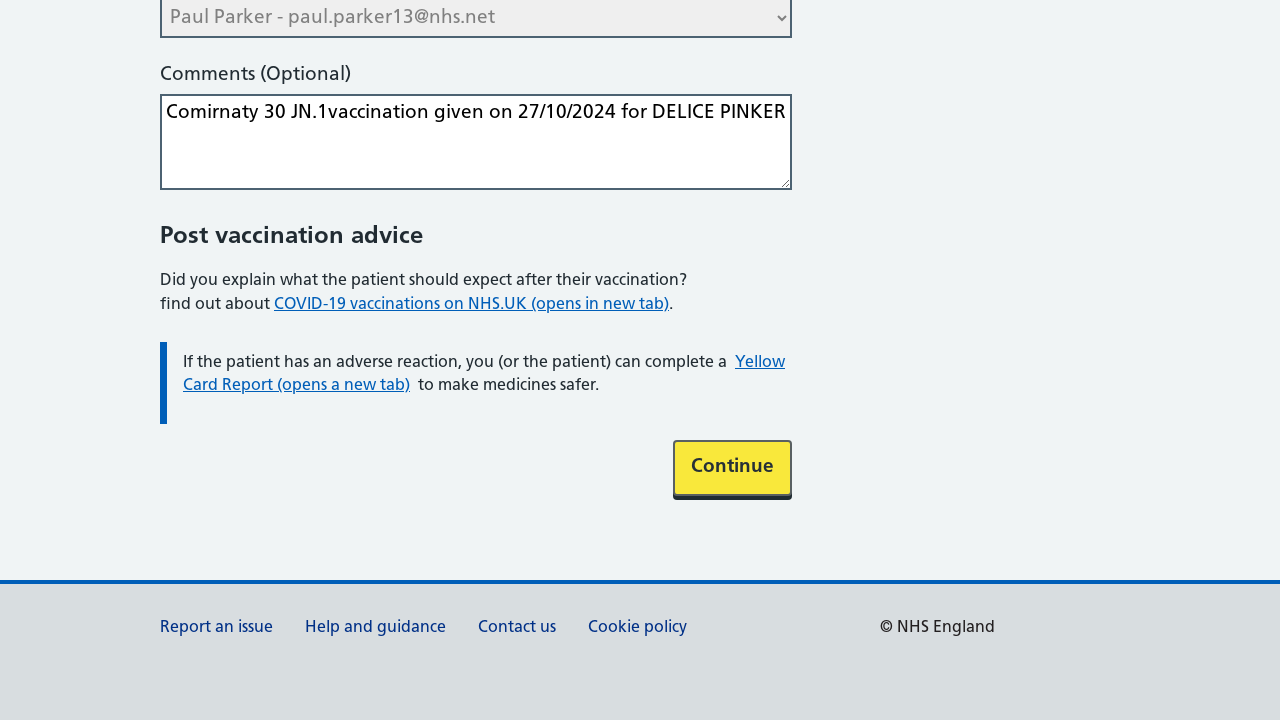 Paul Parker - paul.parker13@nhs.net
Comments (Optional)
Comirnaty 30 JN.1vaccination given on 27/10/2024 for DELICE PINKER
Post vaccination advice
Did you explain what the patient should expect after their vaccination?
find out about COVID-19 vaccinations on NHS.UK (opens in new tab).
If the patient has an adverse reaction, you (or the patient) can complete a Yellow
Card Report (opens a new tab) to make medicines safer.
Continue
Report an issue Help and guidance Contact us Cookie policy © NHS England